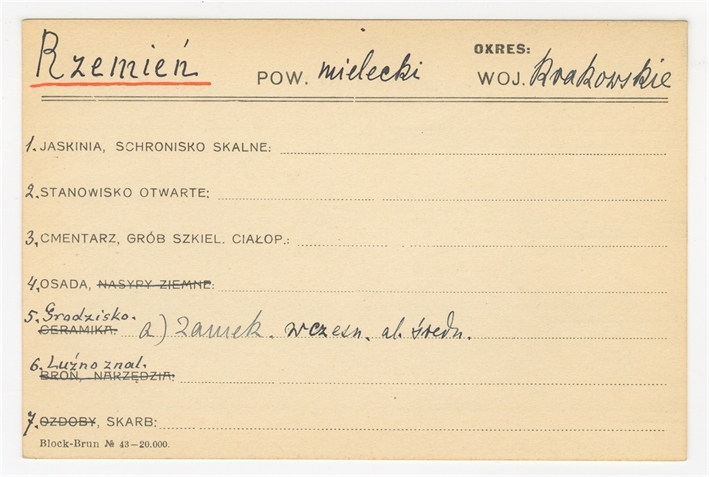 Rzemień POW. mielecki OKRES: WOJ. krakowskie
1. JASKINIA, SCHRONISKO SKALNE:
2. STANOWISKO OTWARTE:
3. CMENTARZ, GRÓB SZKIEL. CIAŁOP.:
4. OSADA, NASYPY ZIEMNE:
5. Grodzisko.
CERAMIKA. a) Zamek. wczesn. al. średn.
6. Luźno znal.
BROŃ, NARZĘDZIA:
7. OZDOBY, SKARB:
Block-Brun № 43—20.000.